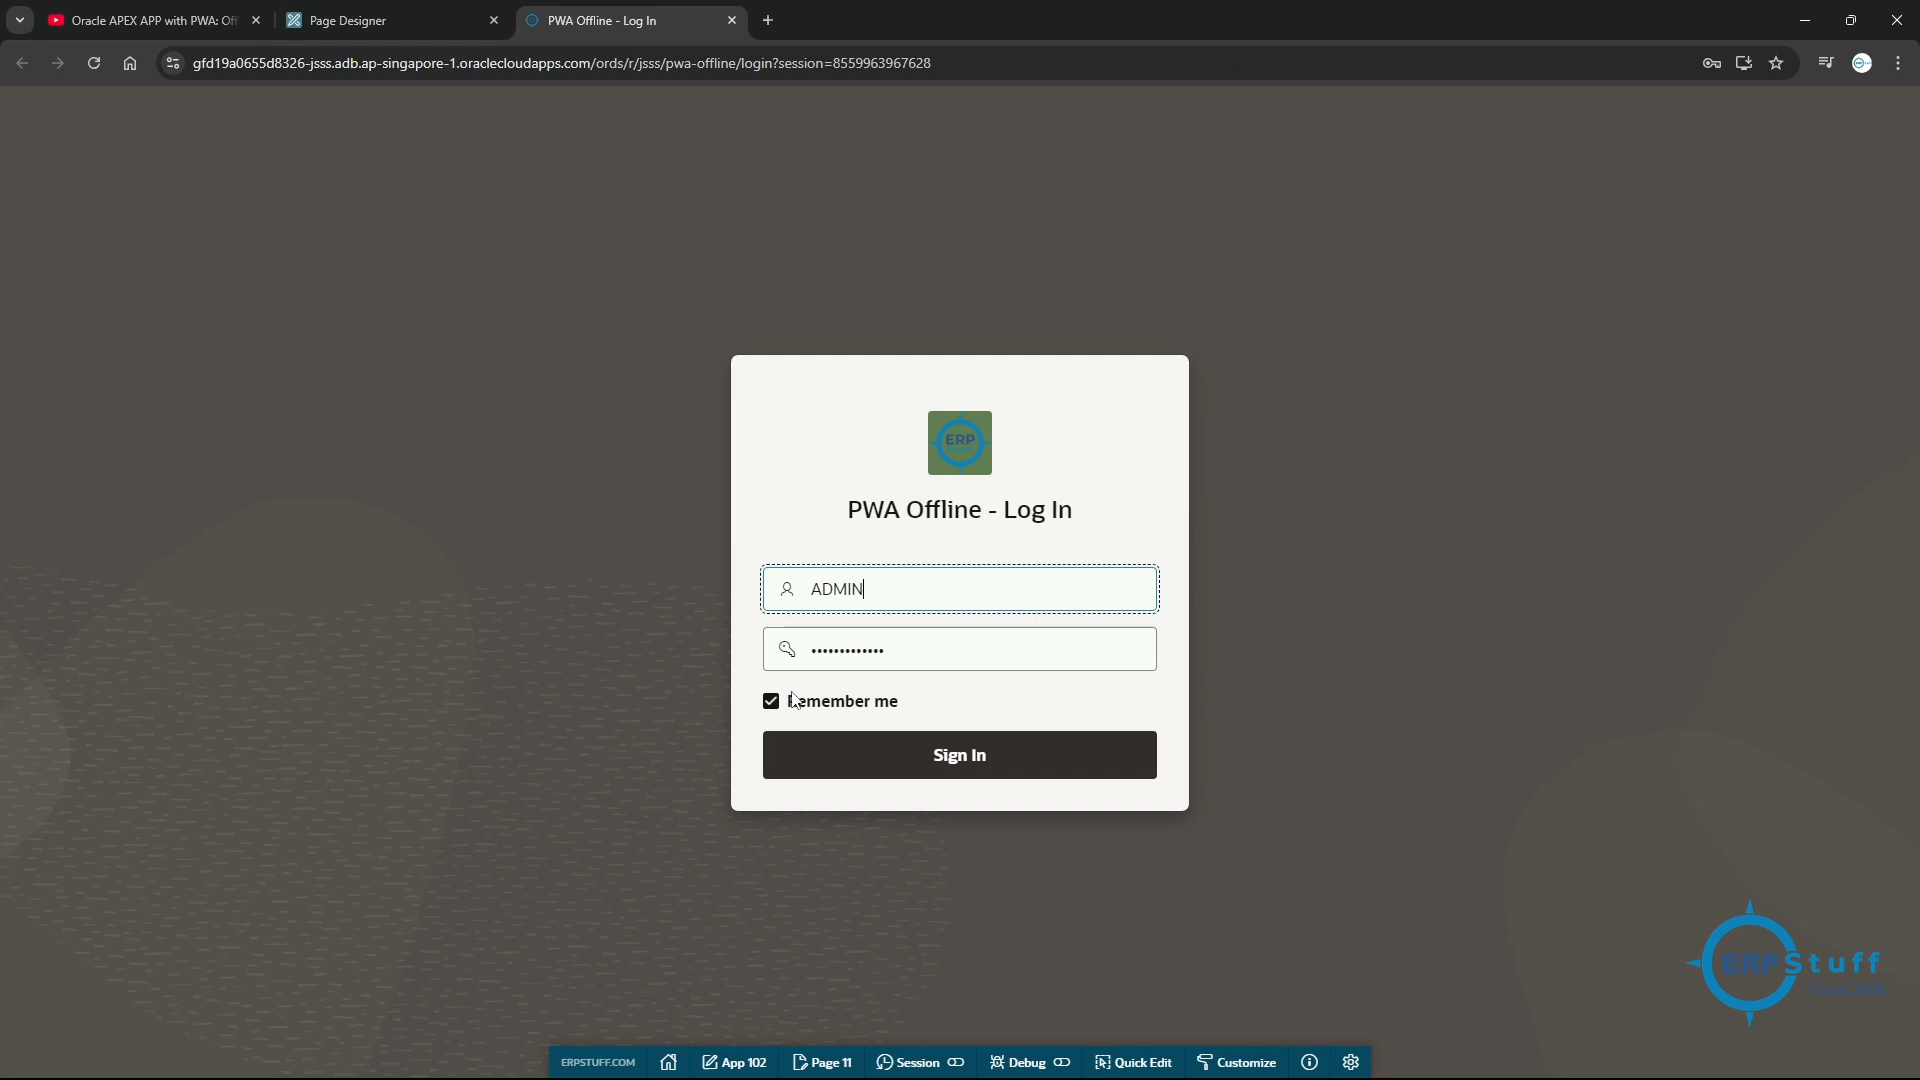 Oracle APEX APP with PWA: Off
Page Designer
PWA Offline - Log In
gfd19a0655d8326-jsss.adb.ap-singapore-1.oraclecloudapps.com/ords/r/jsss/pwa-offline/login?session=8559963967628
ERP
PWA Offline - Log In
ADMIN
•••••••••••••
Remember me
Sign In
ERPStuff
ERPSTUFF.COM
App 102
Page 11
Session
Debug
Quick Edit
Customize